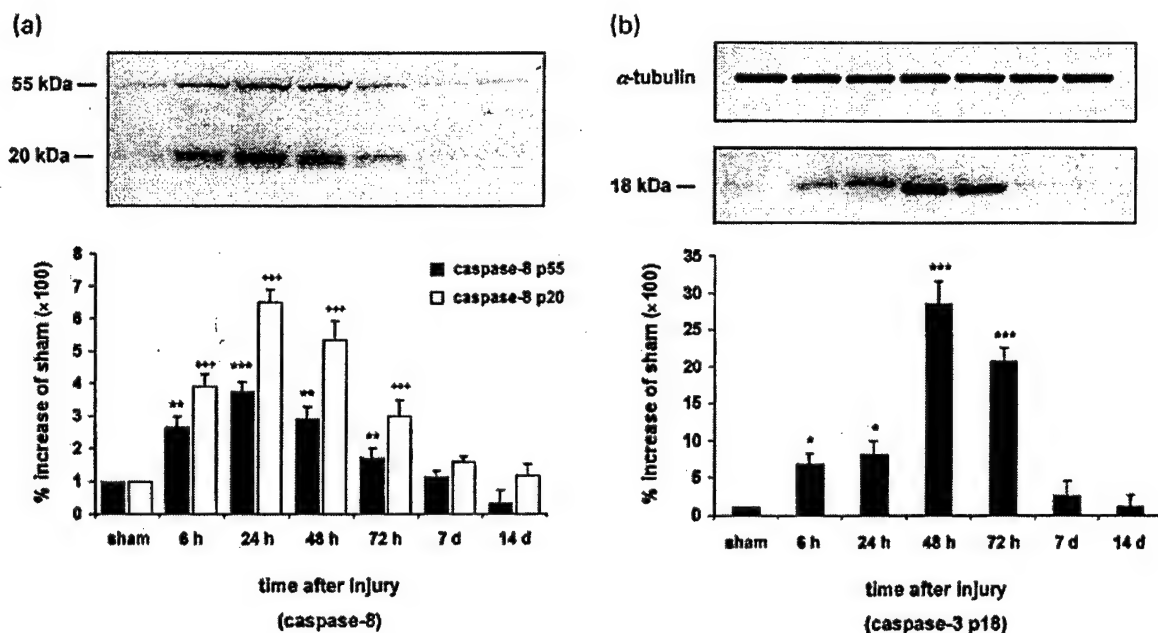 (a)
55 kDa —
20 kDa —
% increase of sham (×100)
8
7
6
5
4
3
2
1
0
caspase-8 p55
caspase-8 p20
**
+++
***
+++
**
+++
**
+++
sham 6 h 24 h 48 h 72 h 7 d 14 d
time after injury
(caspase-8)
(b)
α-tubulin
18 kDa —
% increase of sham (×100)
35
30
25
20
15
10
5
0
*
*
***
***
sham 6 h 24 h 48 h 72 h 7 d 14 d
time after injury
(caspase-3 p18)